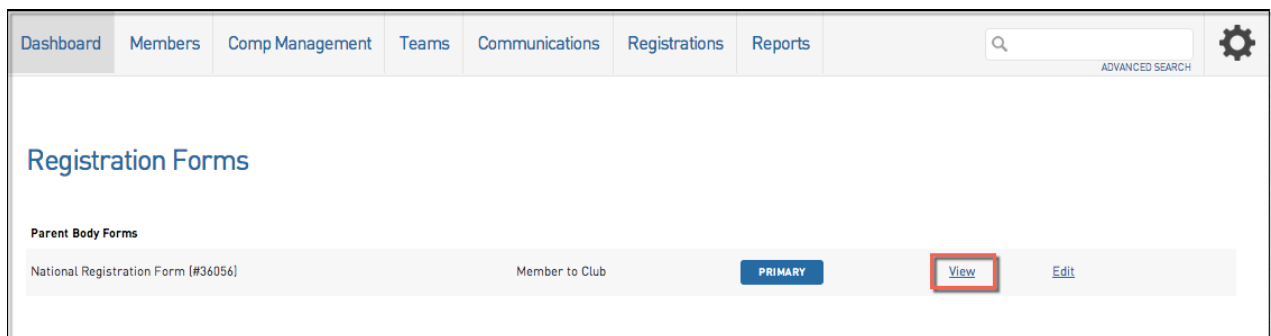 Dashboard Members Comp Management Teams Communications Registrations Reports
ADVANCED SEARCH
Registration Forms
Parent Body Forms
National Registration Form (#36056) Member to Club PRIMARY View Edit